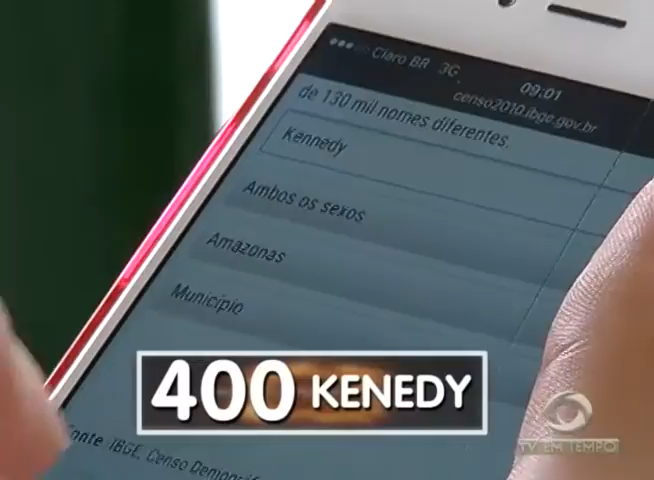 Claro BR 3G
09:01
censo2010.ibge.gov.br
de 130 mil nomes diferentes.
Kennedy
Ambos os sexos
Amazonas
Município
400 KENEDY
Fonte: IBGE, Censo
TV EM TEMPO